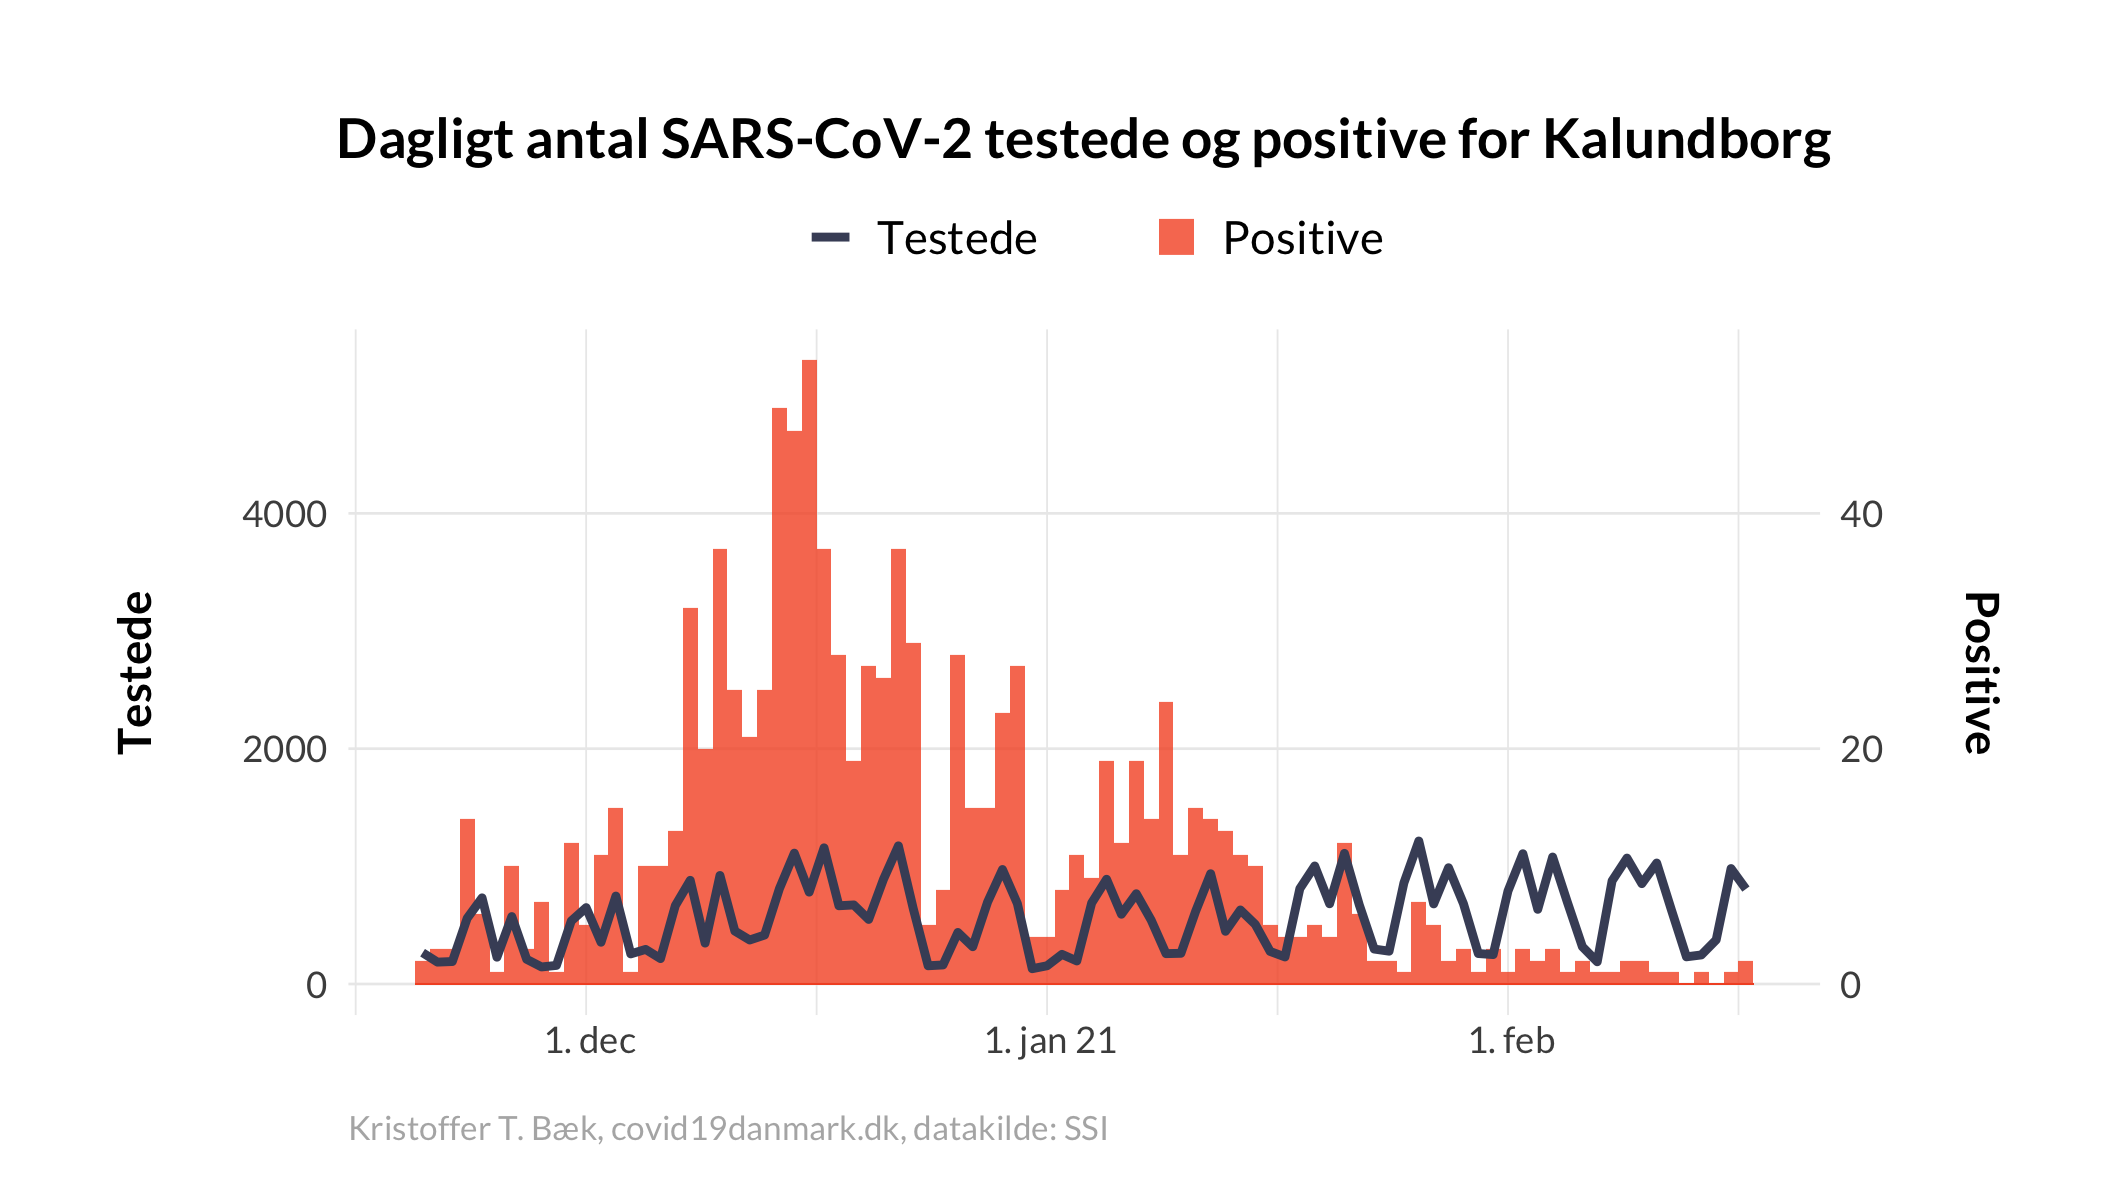 Dagligt antal SARS-CoV-2 testede og positive for Kalundborg
Testede
Positive
4000
2000
0
40
20
0
Testede
Positive
1. dec
1. jan 21
1. feb
Kristoffer T. Bæk, covid19danmark.dk, datakilde: SSI